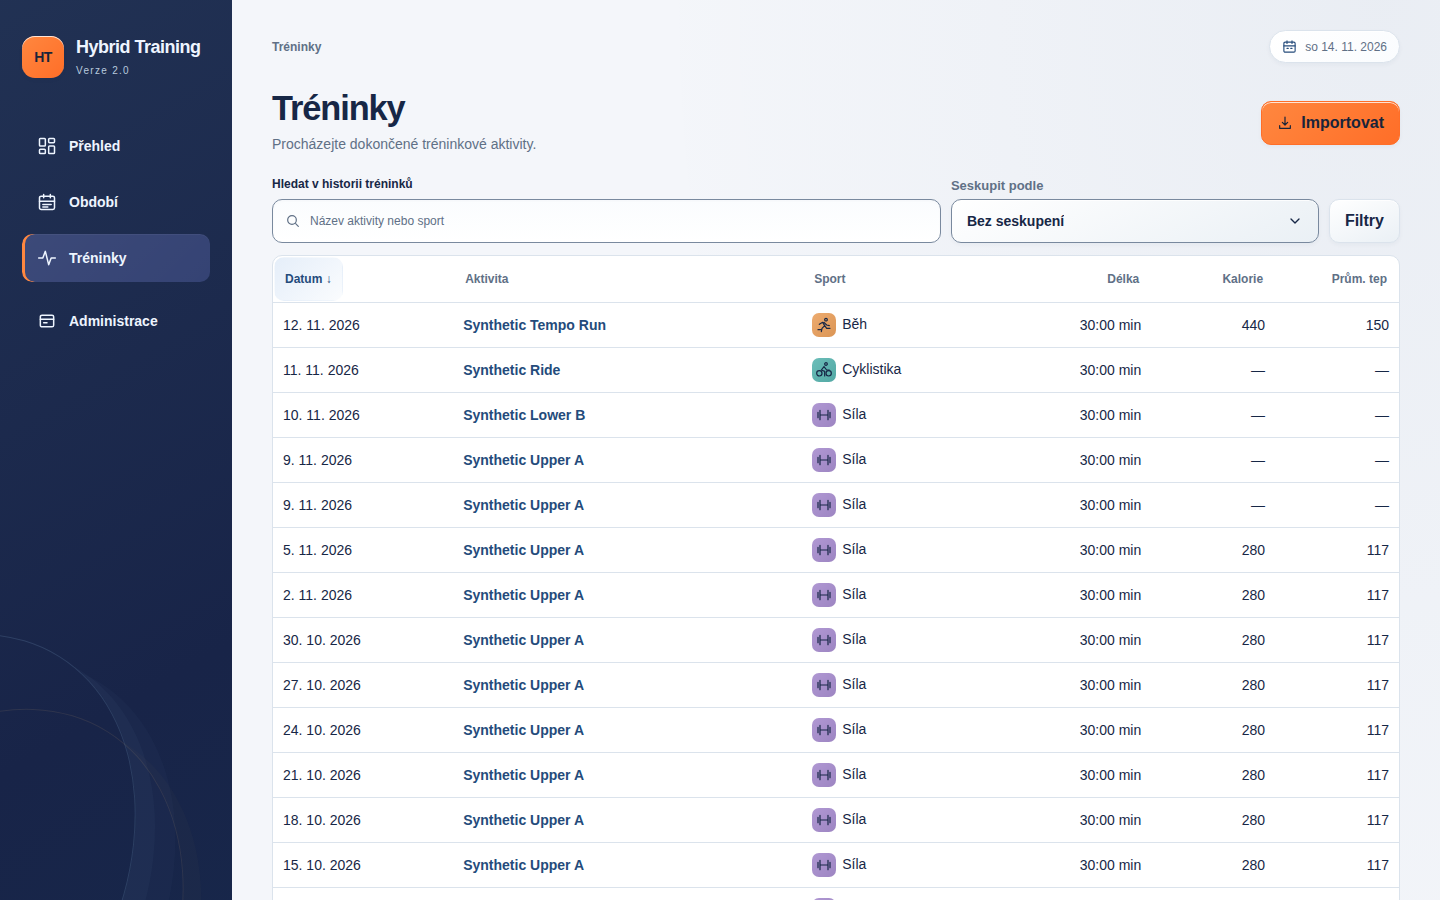 HT
Hybrid Training
Verze 2.0
Přehled
Období
Tréninky
Administrace
Tréninky
so 14. 11. 2026
Tréninky
Procházejte dokončené tréninkové aktivity.
Importovat
Hledat v historii tréninků
Název aktivity nebo sport
Seskupit podle
Bez seskupení
Filtry
Datum ↓ Aktivita Sport Délka Kalorie Prům. tep
12. 11. 2026 Synthetic Tempo Run Běh 30:00 min 440 150
11. 11. 2026 Synthetic Ride Cyklistika 30:00 min — —
10. 11. 2026 Synthetic Lower B Síla 30:00 min — —
9. 11. 2026 Synthetic Upper A Síla 30:00 min — —
9. 11. 2026 Synthetic Upper A Síla 30:00 min — —
5. 11. 2026 Synthetic Upper A Síla 30:00 min 280 117
2. 11. 2026 Synthetic Upper A Síla 30:00 min 280 117
30. 10. 2026 Synthetic Upper A Síla 30:00 min 280 117
27. 10. 2026 Synthetic Upper A Síla 30:00 min 280 117
24. 10. 2026 Synthetic Upper A Síla 30:00 min 280 117
21. 10. 2026 Synthetic Upper A Síla 30:00 min 280 117
18. 10. 2026 Synthetic Upper A Síla 30:00 min 280 117
15. 10. 2026 Synthetic Upper A Síla 30:00 min 280 117